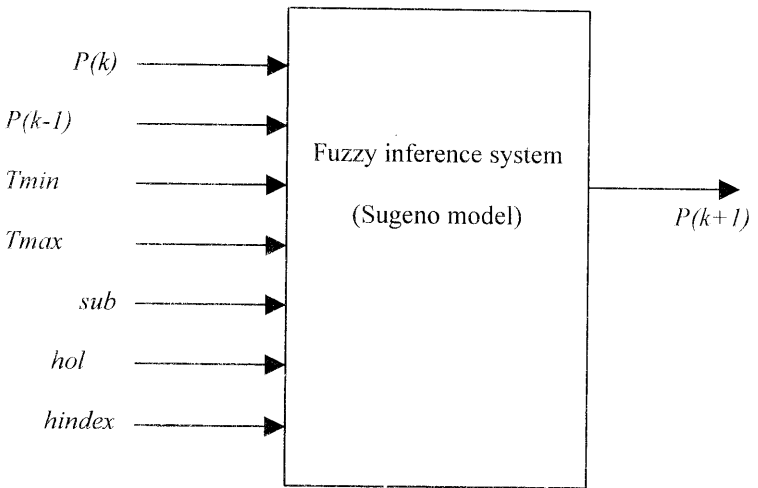 P(k)
P(k-1)
Tmin
Tmax
sub
hol
hindex
Fuzzy inference system
(Sugeno model)
P(k+1)